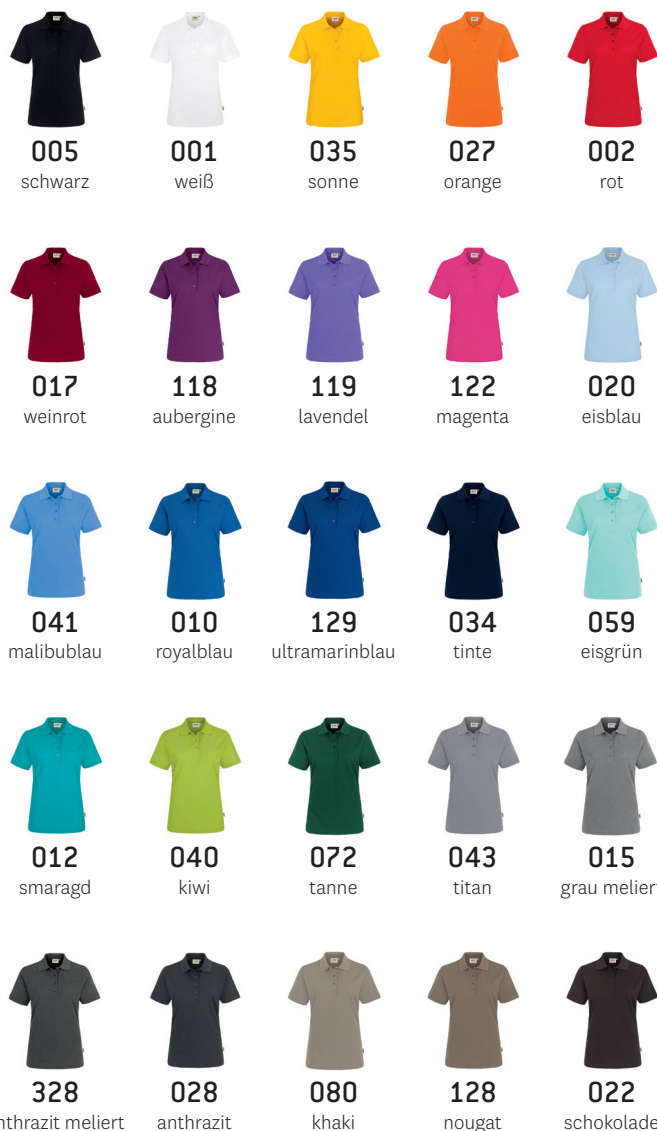 005 001 035 027 002
schwarz weiß sonne orange rot
017 118 119 122 020
weinrot aubergine lavendel magenta eisblau
041 010 129 034 059
malibublau royalblau ultramarinblau tinte eisgrün
012 040 072 043 015
smaragd kiwi tanne titan grau meliert
328 028 080 128 022
nthrazit meliert anthrazit khaki nougat schokolade